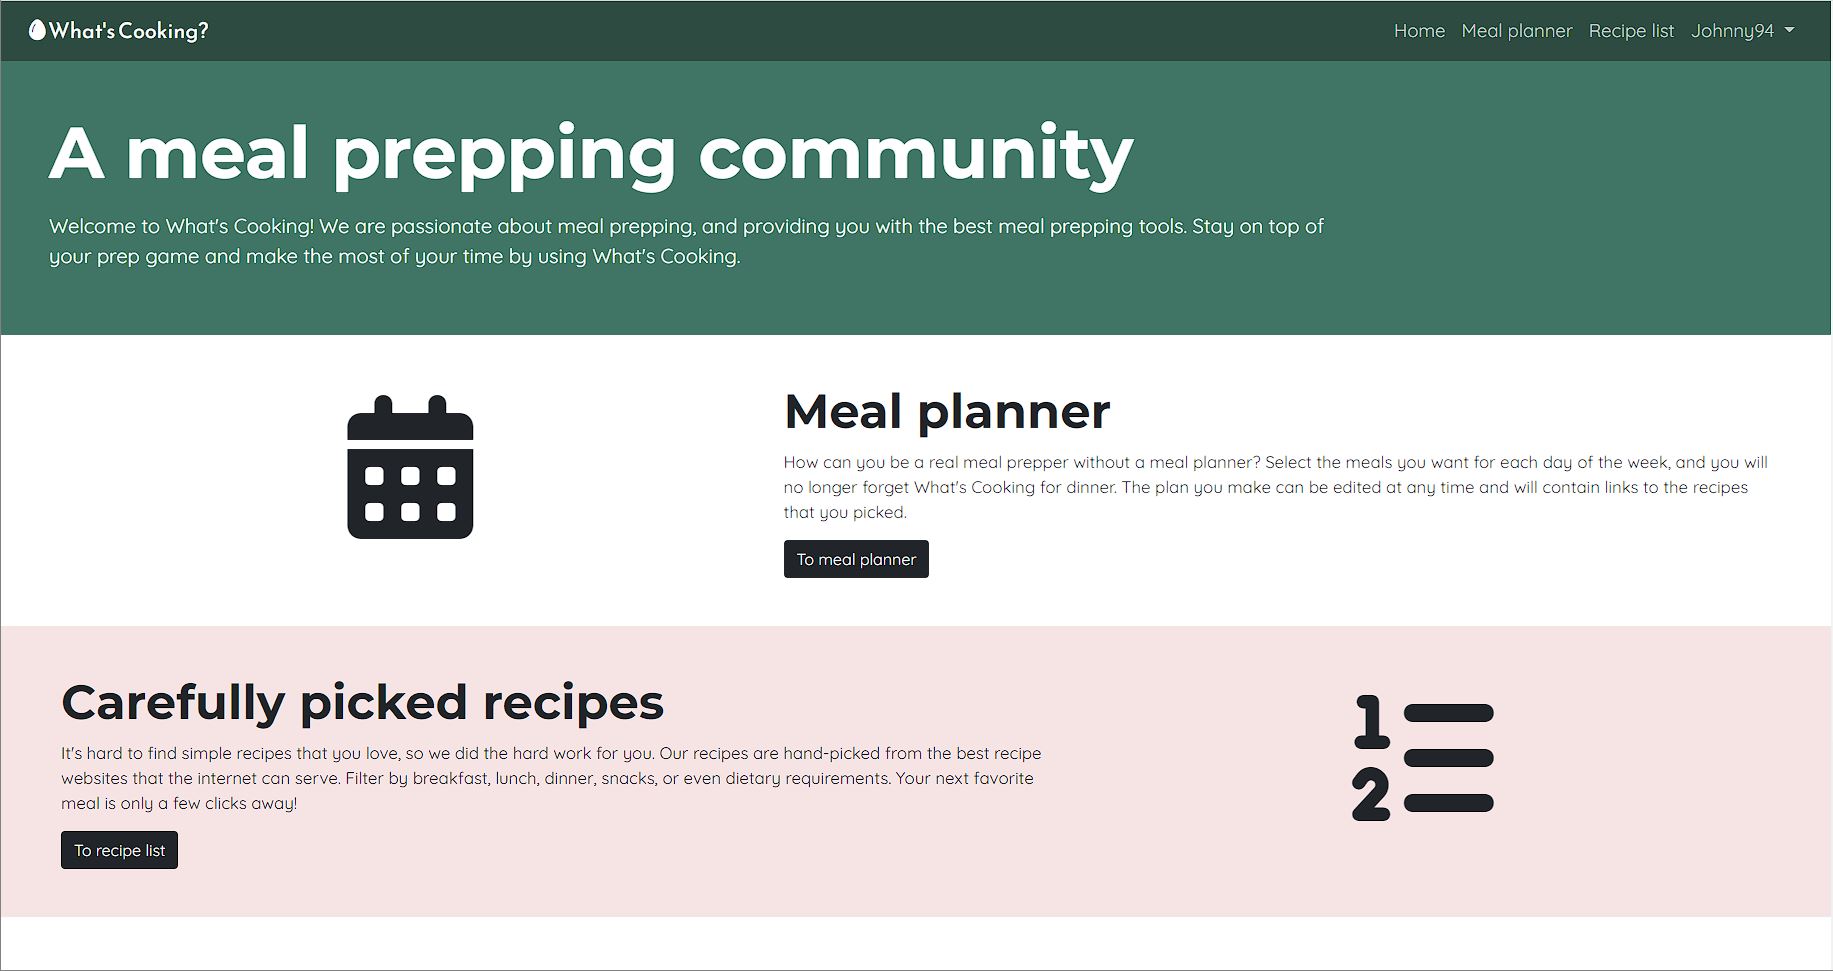 What's Cooking?
Home Meal planner Recipe list Johnny94
A meal prepping community
Welcome to What's Cooking! We are passionate about meal prepping, and providing you with the best meal prepping tools. Stay on top of
your prep game and make the most of your time by using What's Cooking.
Meal planner
How can you be a real meal prepper without a meal planner? Select the meals you want for each day of the week, and you will
no longer forget What's Cooking for dinner. The plan you make can be edited at any time and will contain links to the recipes
that you picked.
To meal planner
Carefully picked recipes
It's hard to find simple recipes that you love, so we did the hard work for you. Our recipes are hand-picked from the best recipe
websites that the internet can serve. Filter by breakfast, lunch, dinner, snacks, or even dietary requirements. Your next favorite
meal is only a few clicks away!
To recipe list
1
2